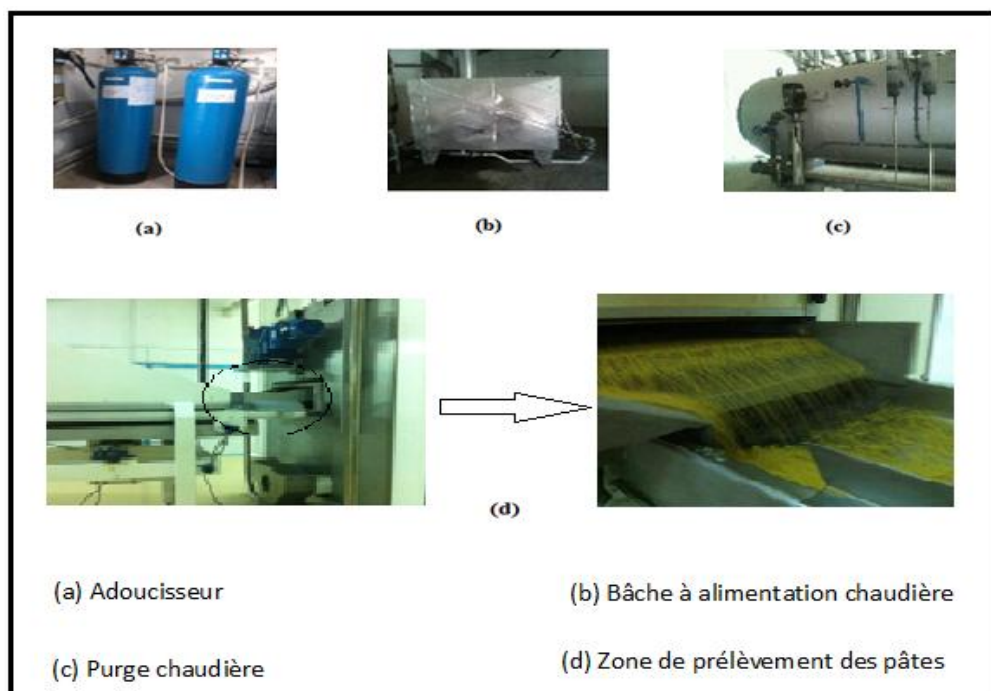 (a)
(b)
(c)
(d)
(a) Adoucisseur
(b) Bâche à alimentation chaudière
(c) Purge chaudière
(d) Zone de prélèvement des pâtes